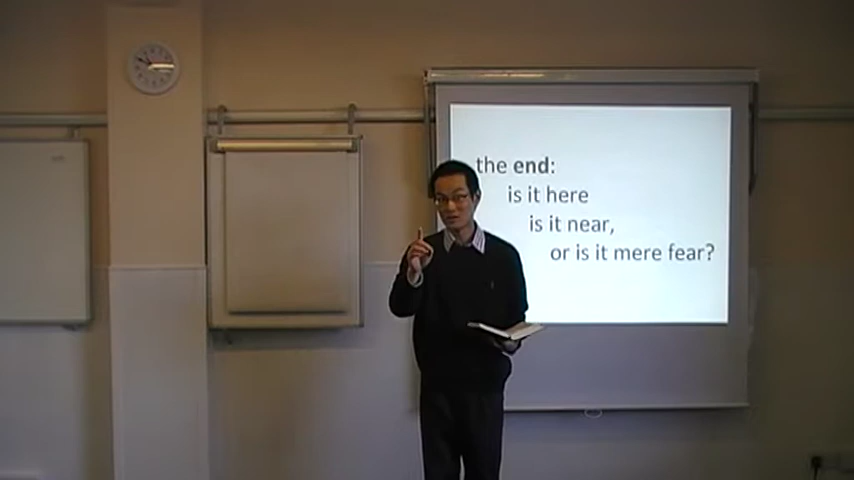 the end:
is it here
is it near,
or is it mere fear?